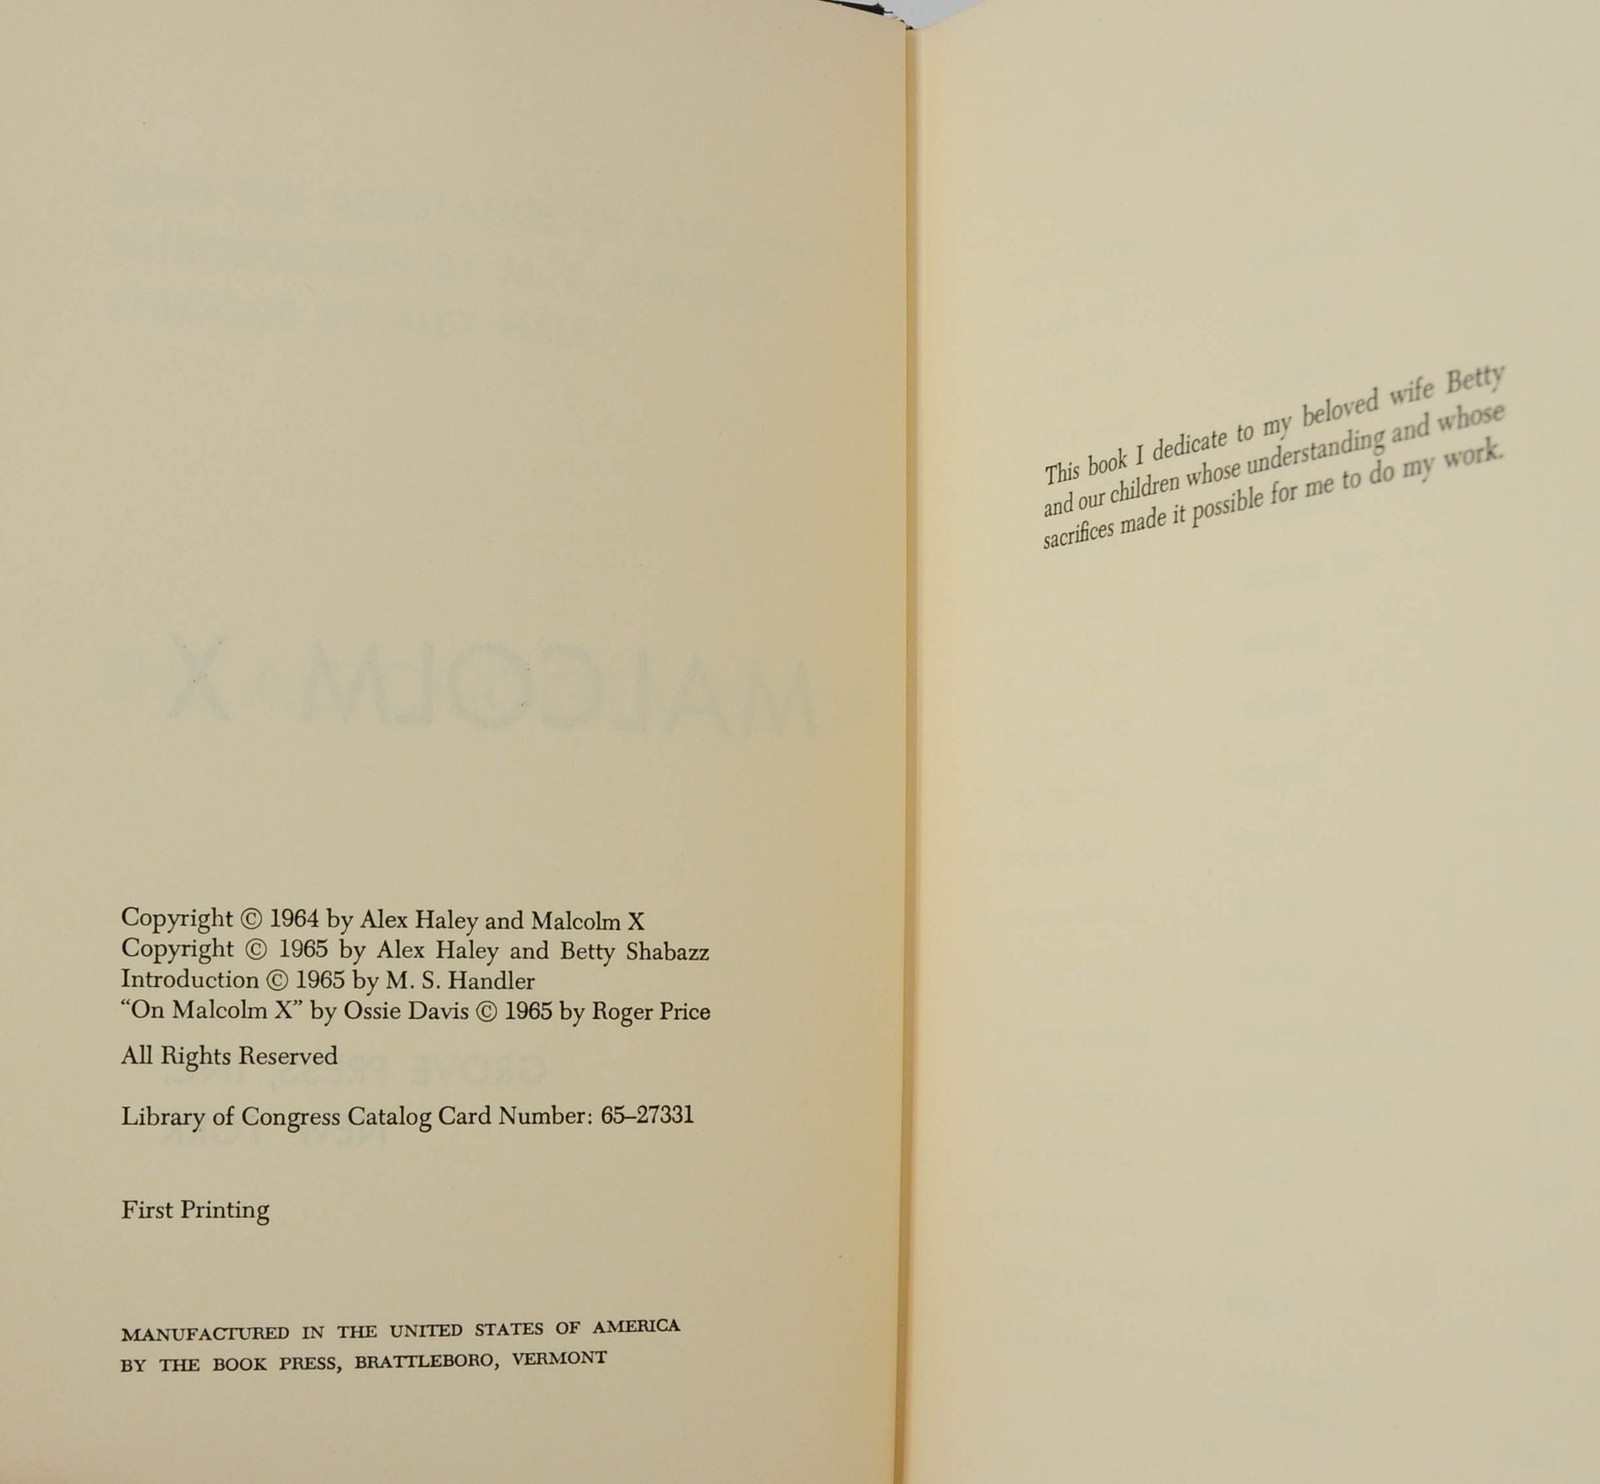 Copyright © 1964 by Alex Haley and Malcolm X
Copyright © 1965 by Alex Haley and Betty Shabazz
Introduction © 1965 by M. S. Handler
“On Malcolm X” by Ossie Davis © 1965 by Roger Price
All Rights Reserved
Library of Congress Catalog Card Number: 65–27331
First Printing
MANUFACTURED IN THE UNITED STATES OF AMERICA
BY THE BOOK PRESS, BRATTLEBORO, VERMONT
This book I dedicate to my beloved wife Betty
and our children whose understanding and whose
sacrifices made it possible for me to do my work.